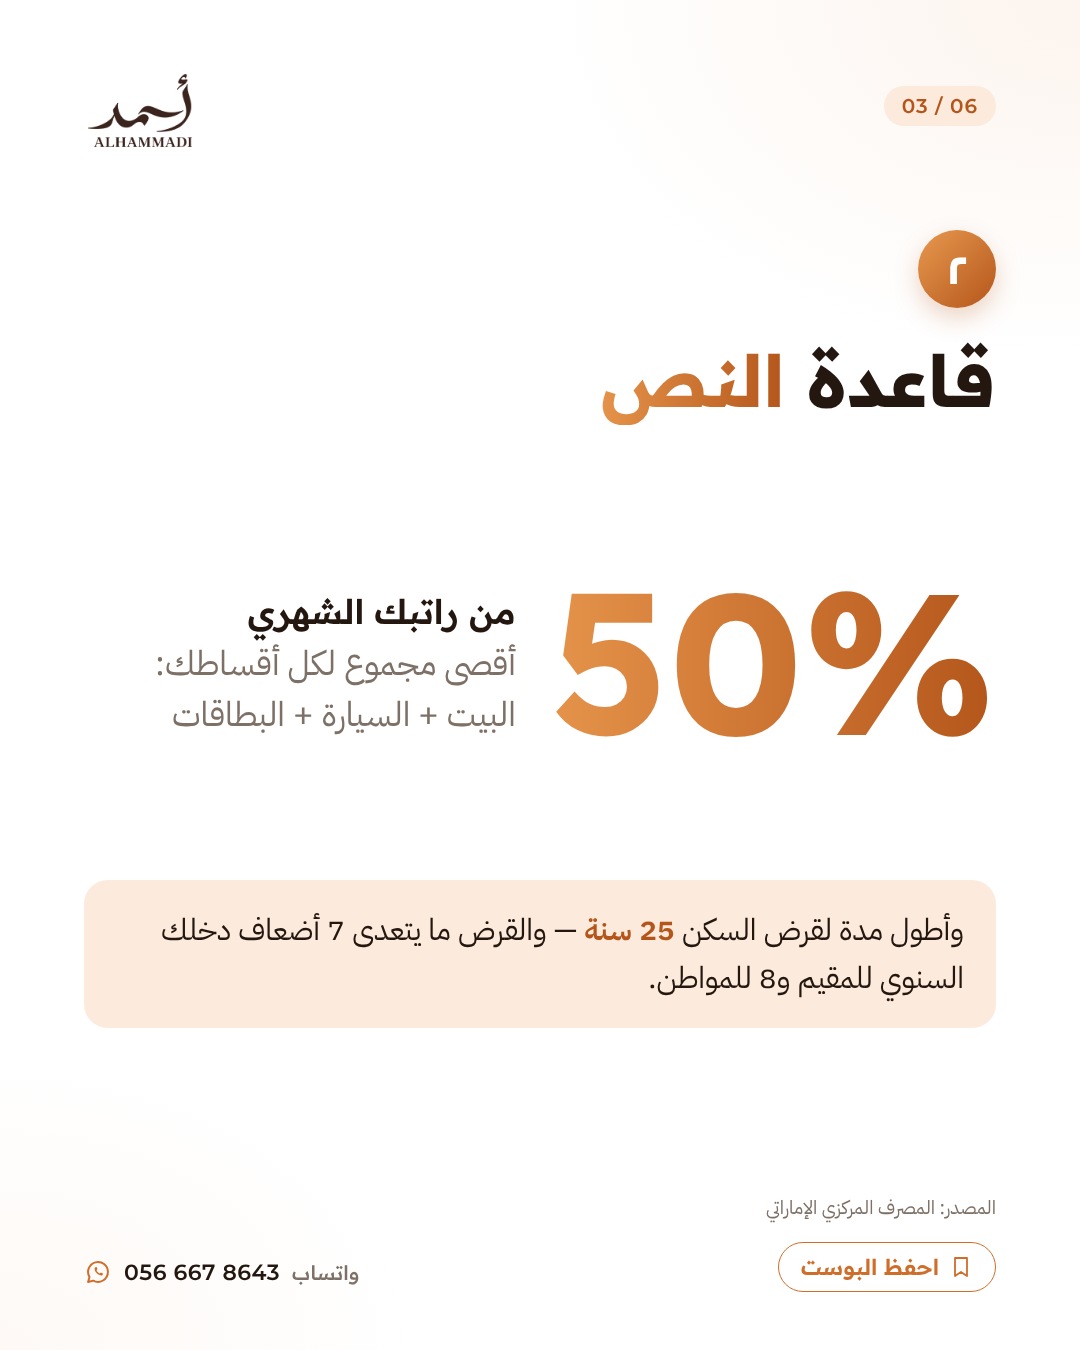 أحمد
ALHAMMADI
03 / 06
٢
قاعدة النص
50%
من راتبك الشهري
أقصى مجموع لكل أقساطك:
البيت + السيارة + البطاقات
وأطول مدة لقرض السكن 25 سنة — والقرض ما يتعدى 7 أضعاف دخلك
السنوي للمقيم و8 للمواطن.
المصدر: المصرف المركزي الإماراتي
احفظ البوست
واتساب 056 667 8643